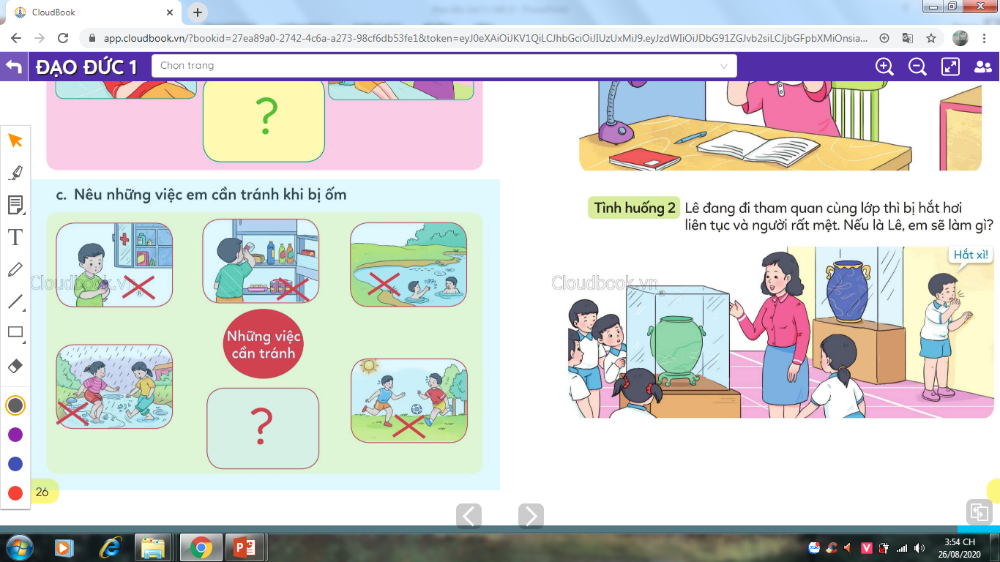 CloudBook
app.cloudbook.vn/?bookid=27ea89a0-2742-4c6a-a273-98cf6db53fe1&token=eyJ0eXAiOiJKV1QiLCJhbGciOiJIUzUxMiJ9.eyJzdWIiOiJDbG91ZGJvb2siLCJjbGFpbXMiOnsia...
ĐẠO ĐỨC 1
Chọn trang
?
c. Nêu những việc em cần tránh khi bị ốm
Cloudbook.vn
®
Những việc
cần tránh
?
26
Tình huống 2 Lê đang đi tham quan cùng lớp thì bị hắt hơi
liên tục và người rất mệt. Nếu là Lê, em sẽ làm gì?
Hắt xì!
Cloudbook.vn
®
T
Zalo
V
3:54 CH
26/08/2020